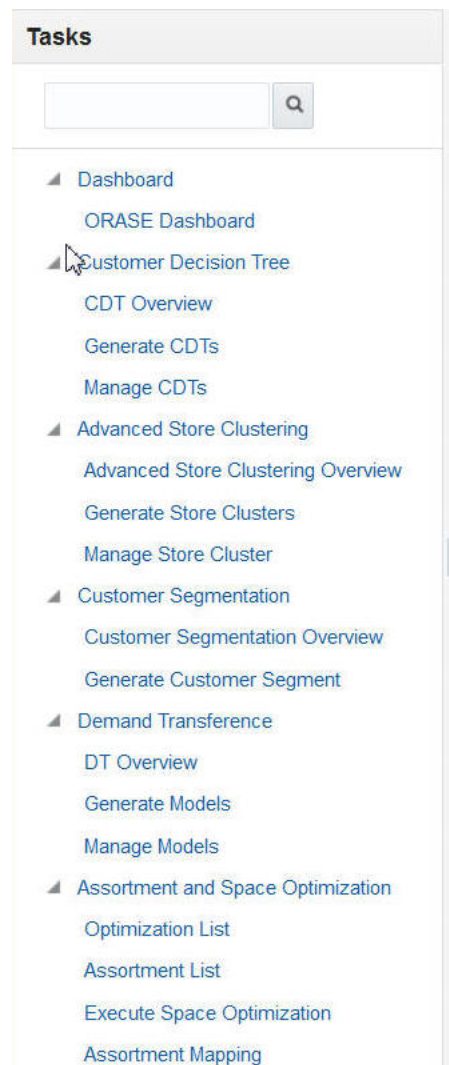 Tasks
Dashboard
ORASE Dashboard
Customer Decision Tree
CDT Overview
Generate CDTs
Manage CDTs
Advanced Store Clustering
Advanced Store Clustering Overview
Generate Store Clusters
Manage Store Cluster
Customer Segmentation
Customer Segmentation Overview
Generate Customer Segment
Demand Transference
DT Overview
Generate Models
Manage Models
Assortment and Space Optimization
Optimization List
Assortment List
Execute Space Optimization
Assortment Mapping